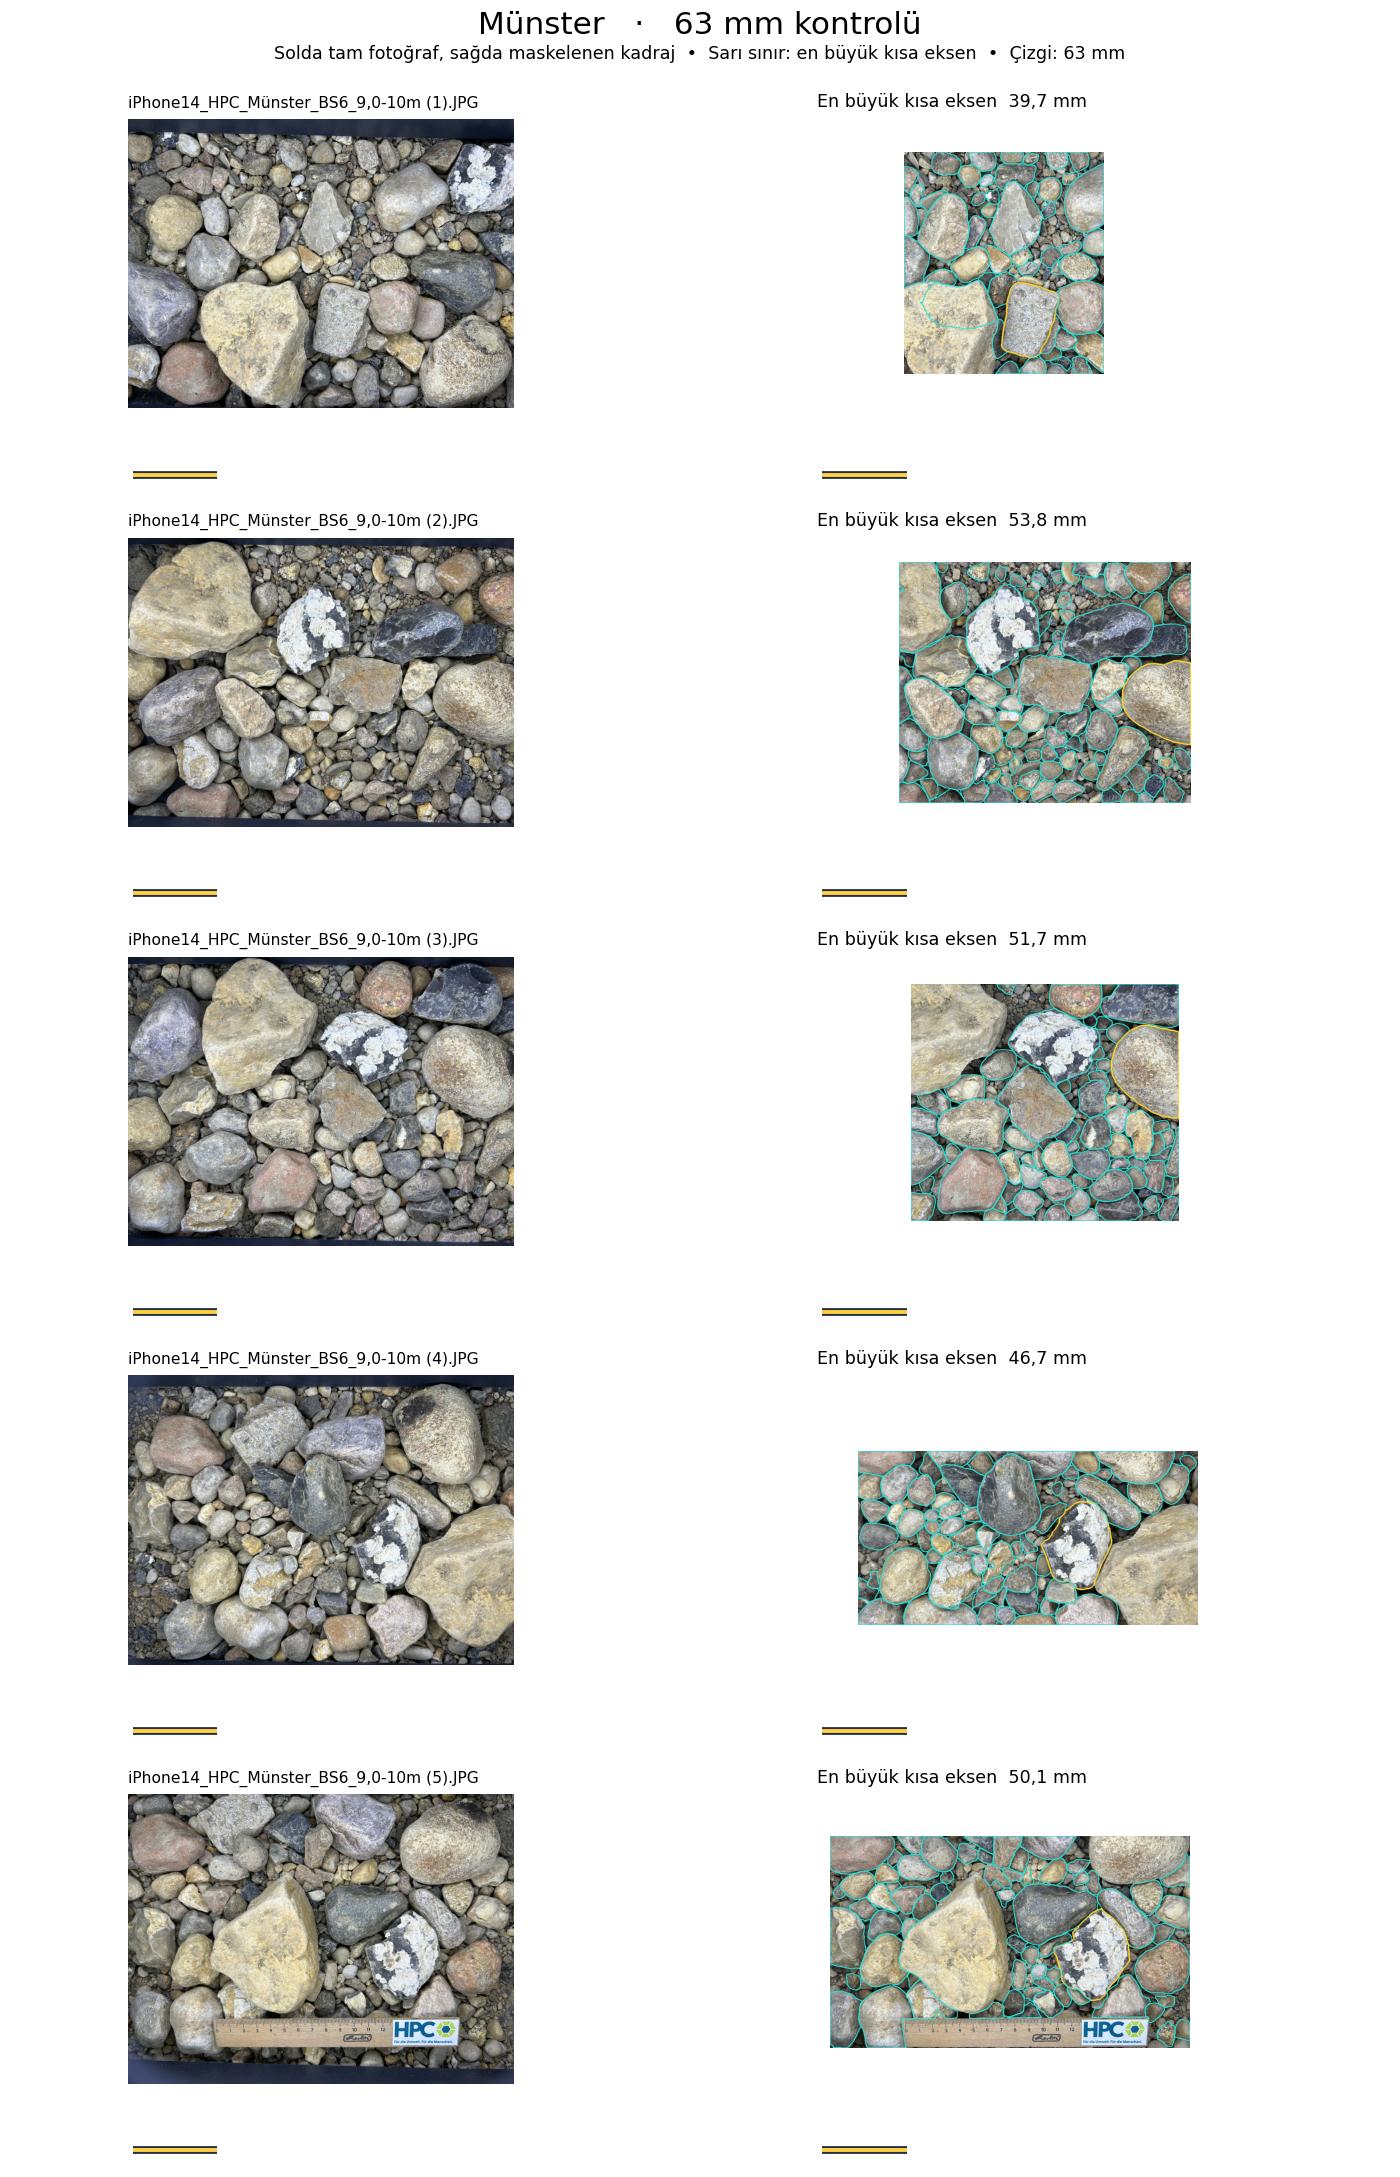 Münster · 63 mm kontrolü
Solda tam fotoğraf, sağda maskelenen kadraj • Sarı sınır: en büyük kısa eksen • Çizgi: 63 mm
iPhone14_HPC_Münster_BS6_9,0-10m (1).JPG
En büyük kısa eksen 39,7 mm
iPhone14_HPC_Münster_BS6_9,0-10m (2).JPG
En büyük kısa eksen 53,8 mm
iPhone14_HPC_Münster_BS6_9,0-10m (3).JPG
En büyük kısa eksen 51,7 mm
iPhone14_HPC_Münster_BS6_9,0-10m (4).JPG
En büyük kısa eksen 46,7 mm
iPhone14_HPC_Münster_BS6_9,0-10m (5).JPG
En büyük kısa eksen 50,1 mm
HPC
HPC